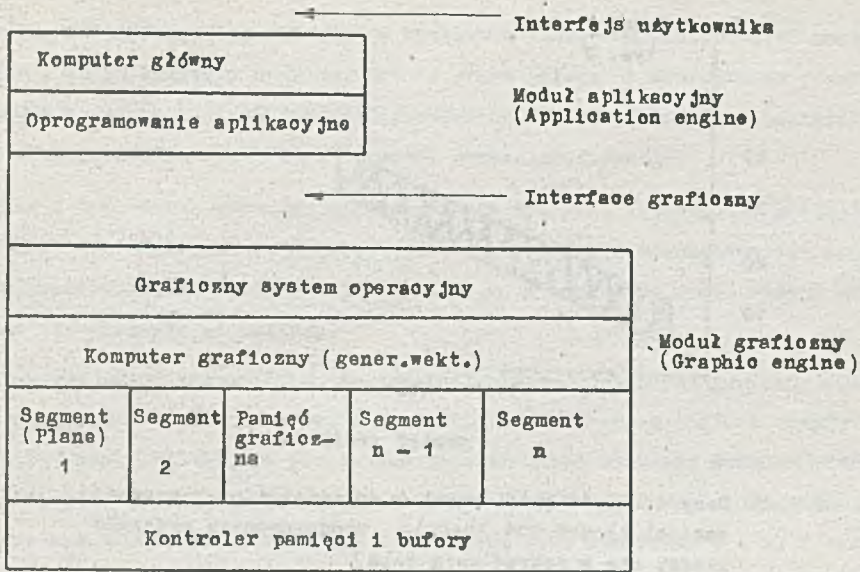 Interfejs użytkownika
Komputer główny
Oprogramowanie aplikacyjne
Moduł aplikacyjny
(Application engine)
Interface graficzny
Graficzny system operacyjny
Komputer graficzny (gener.wekt.)
Moduł graficzny
(Graphic engine)
Segment
(Plane)
1
Segment
2
Pamięć
graficz-
na
Segment
n - 1
Segment
n
Kontroler pamięci i bufory